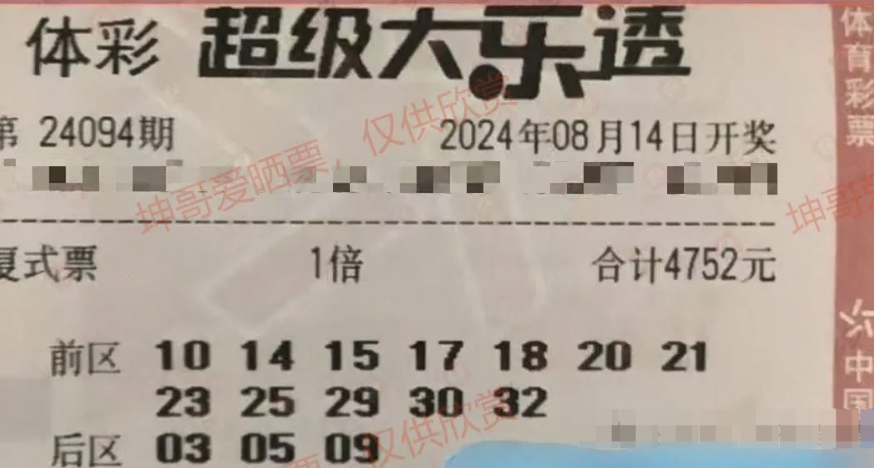 体彩 超级大乐透
第 24094期 2024年08月14日开奖
复式票 1倍 合计4752元
前区 10 14 15 17 18 20 21
23 25 29 30 32
后区 03 05 09
体育彩票
中国
坤哥爱晒票，仅供欣赏
坤哥
仅供欣赏